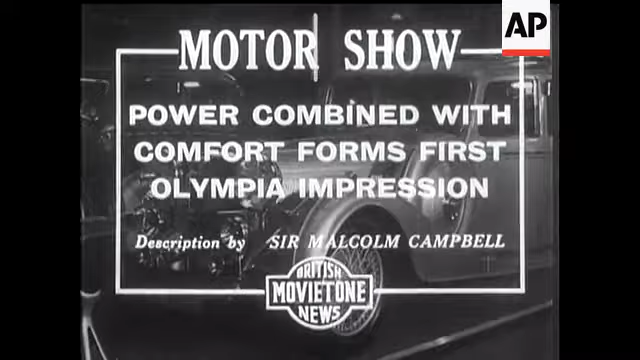 AP
MOTOR SHOW
POWER COMBINED WITH
COMFORT FORMS FIRST
OLYMPIA IMPRESSION
Description by SIR MALCOLM CAMPBELL
BRITISH
MOVIETONE
NEWS